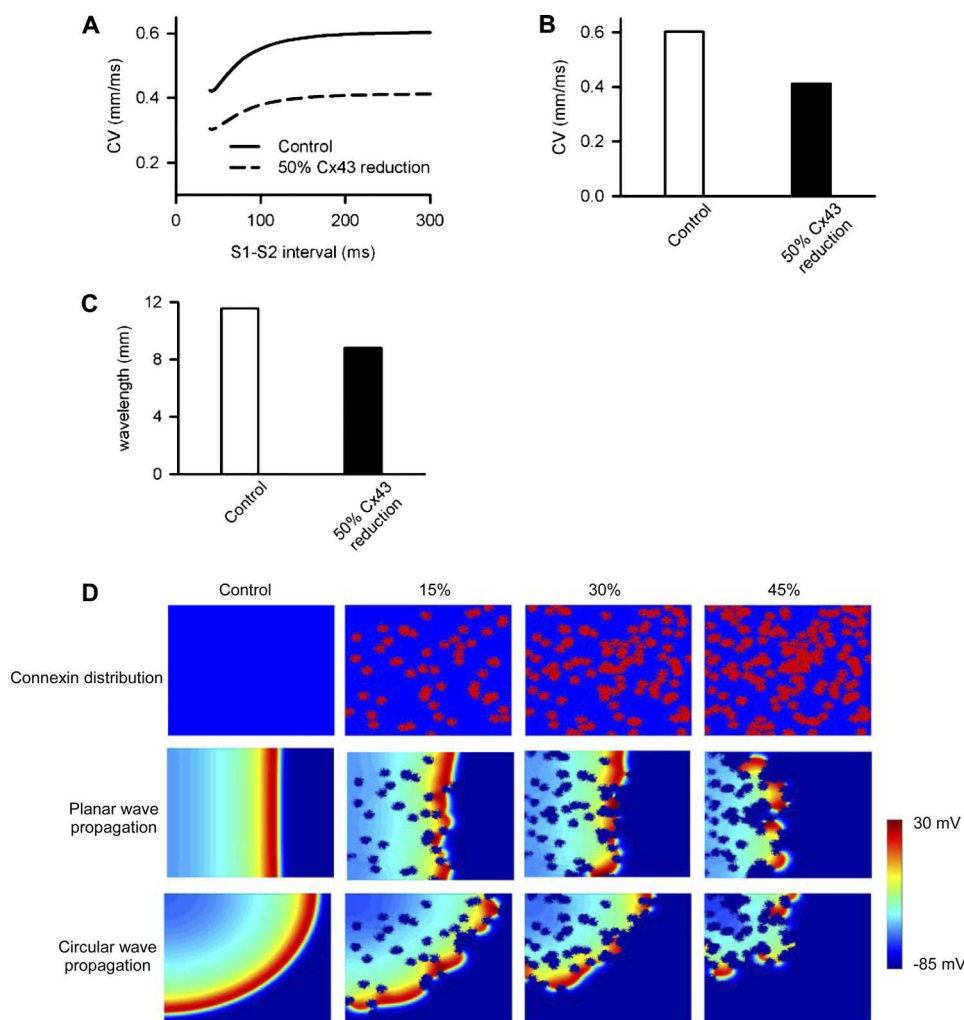 A
CV (mm/ms)
0.6
0.4
0.2
0
100
200
300
S1-S2 interval (ms)
Control
50% Cx43 reduction
B
CV (mm/ms)
0.6
0.4
0.2
0.0
Control
50% Cx43
reduction
C
wavelength (mm)
12
8
4
0
Control
50% Cx43
reduction
D
Control
15%
30%
45%
Connexin distribution
Planar wave
propagation
Circular wave
propagation
30 mV
-85 mV